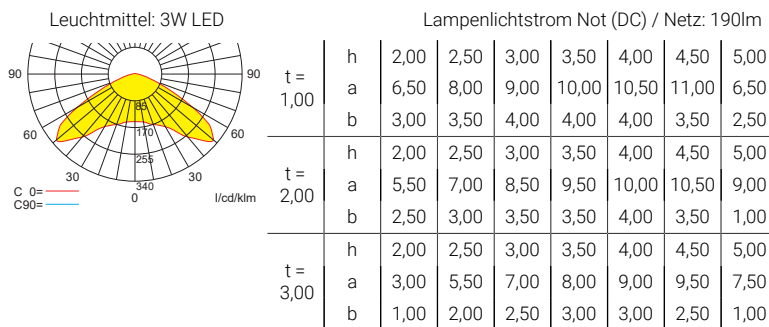 Leuchtmittel: 3W LED
Lampenlichtstrom Not (DC) / Netz: 190lm
90 90
60 60
30 30
85
170
255
340
0
C 0=
C90=
l/cd/klm
t = 1,00
h 2,00 2,50 3,00 3,50 4,00 4,50 5,00
a 6,50 8,00 9,00 10,00 10,50 11,00 6,50
b 3,00 3,50 4,00 4,00 4,00 3,50 2,50
t = 2,00
h 2,00 2,50 3,00 3,50 4,00 4,50 5,00
a 5,50 7,00 8,50 9,50 10,00 10,50 9,00
b 2,50 3,00 3,50 3,50 4,00 3,50 1,00
t = 3,00
h 2,00 2,50 3,00 3,50 4,00 4,50 5,00
a 3,00 5,50 7,00 8,00 9,00 9,50 7,50
b 1,00 2,00 2,50 3,00 3,00 2,50 1,00